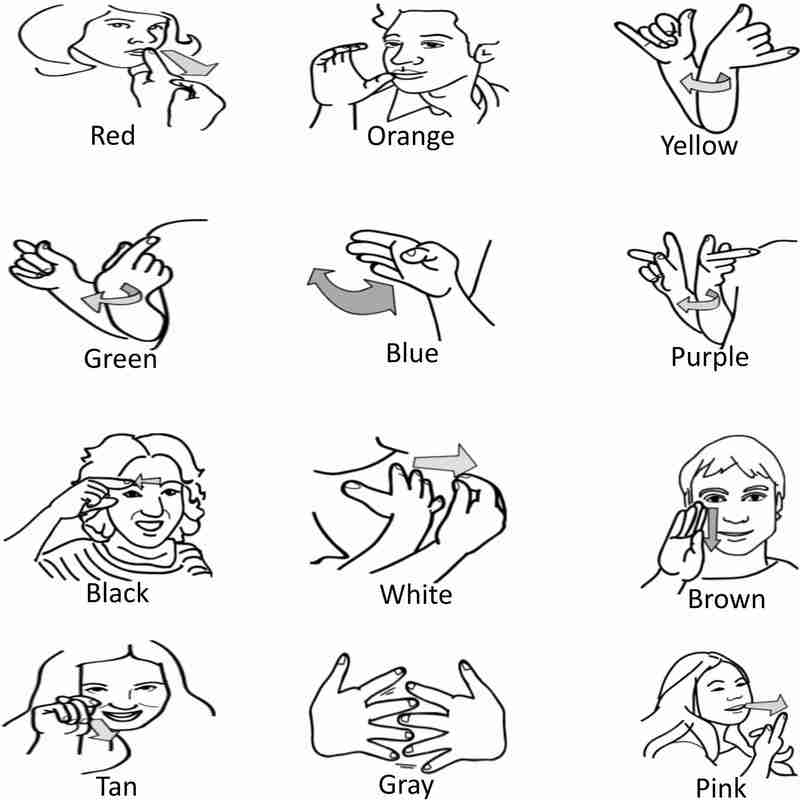 Red
Orange
Yellow
Green
Blue
Purple
Black
White
Brown
Tan
Gray
Pink